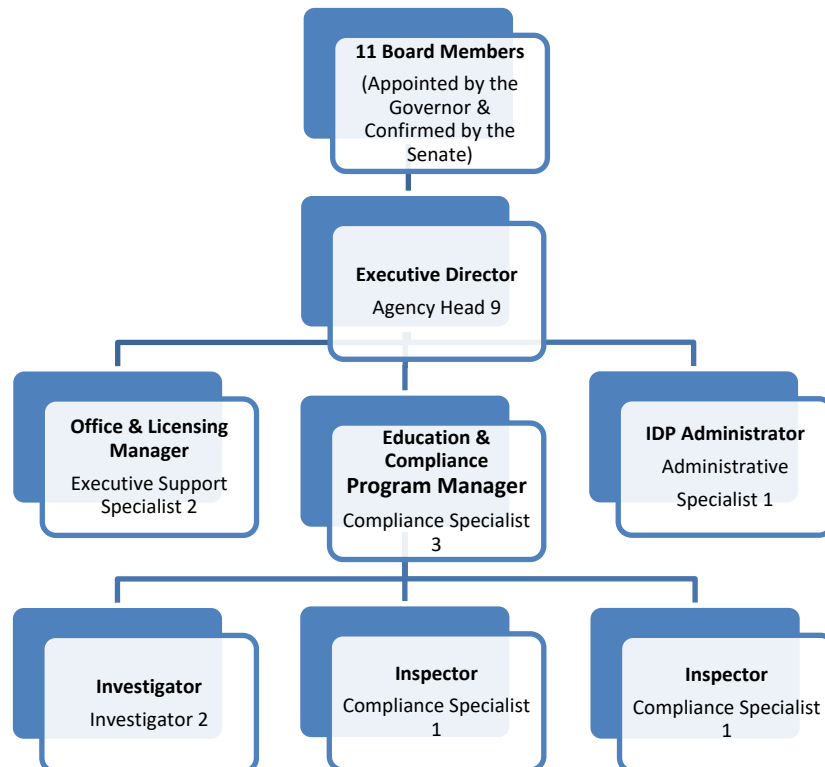 11 Board Members
(Appointed by the
Governor &
Confirmed by the
Senate)
Executive Director
Agency Head 9
Office & Licensing
Manager
Executive Support
Specialist 2
Education &
Compliance
Program Manager
Compliance Specialist
3
IDP Administrator
Administrative
Specialist 1
Investigator
Investigator 2
Inspector
Compliance Specialist
1
Inspector
Compliance Specialist
1